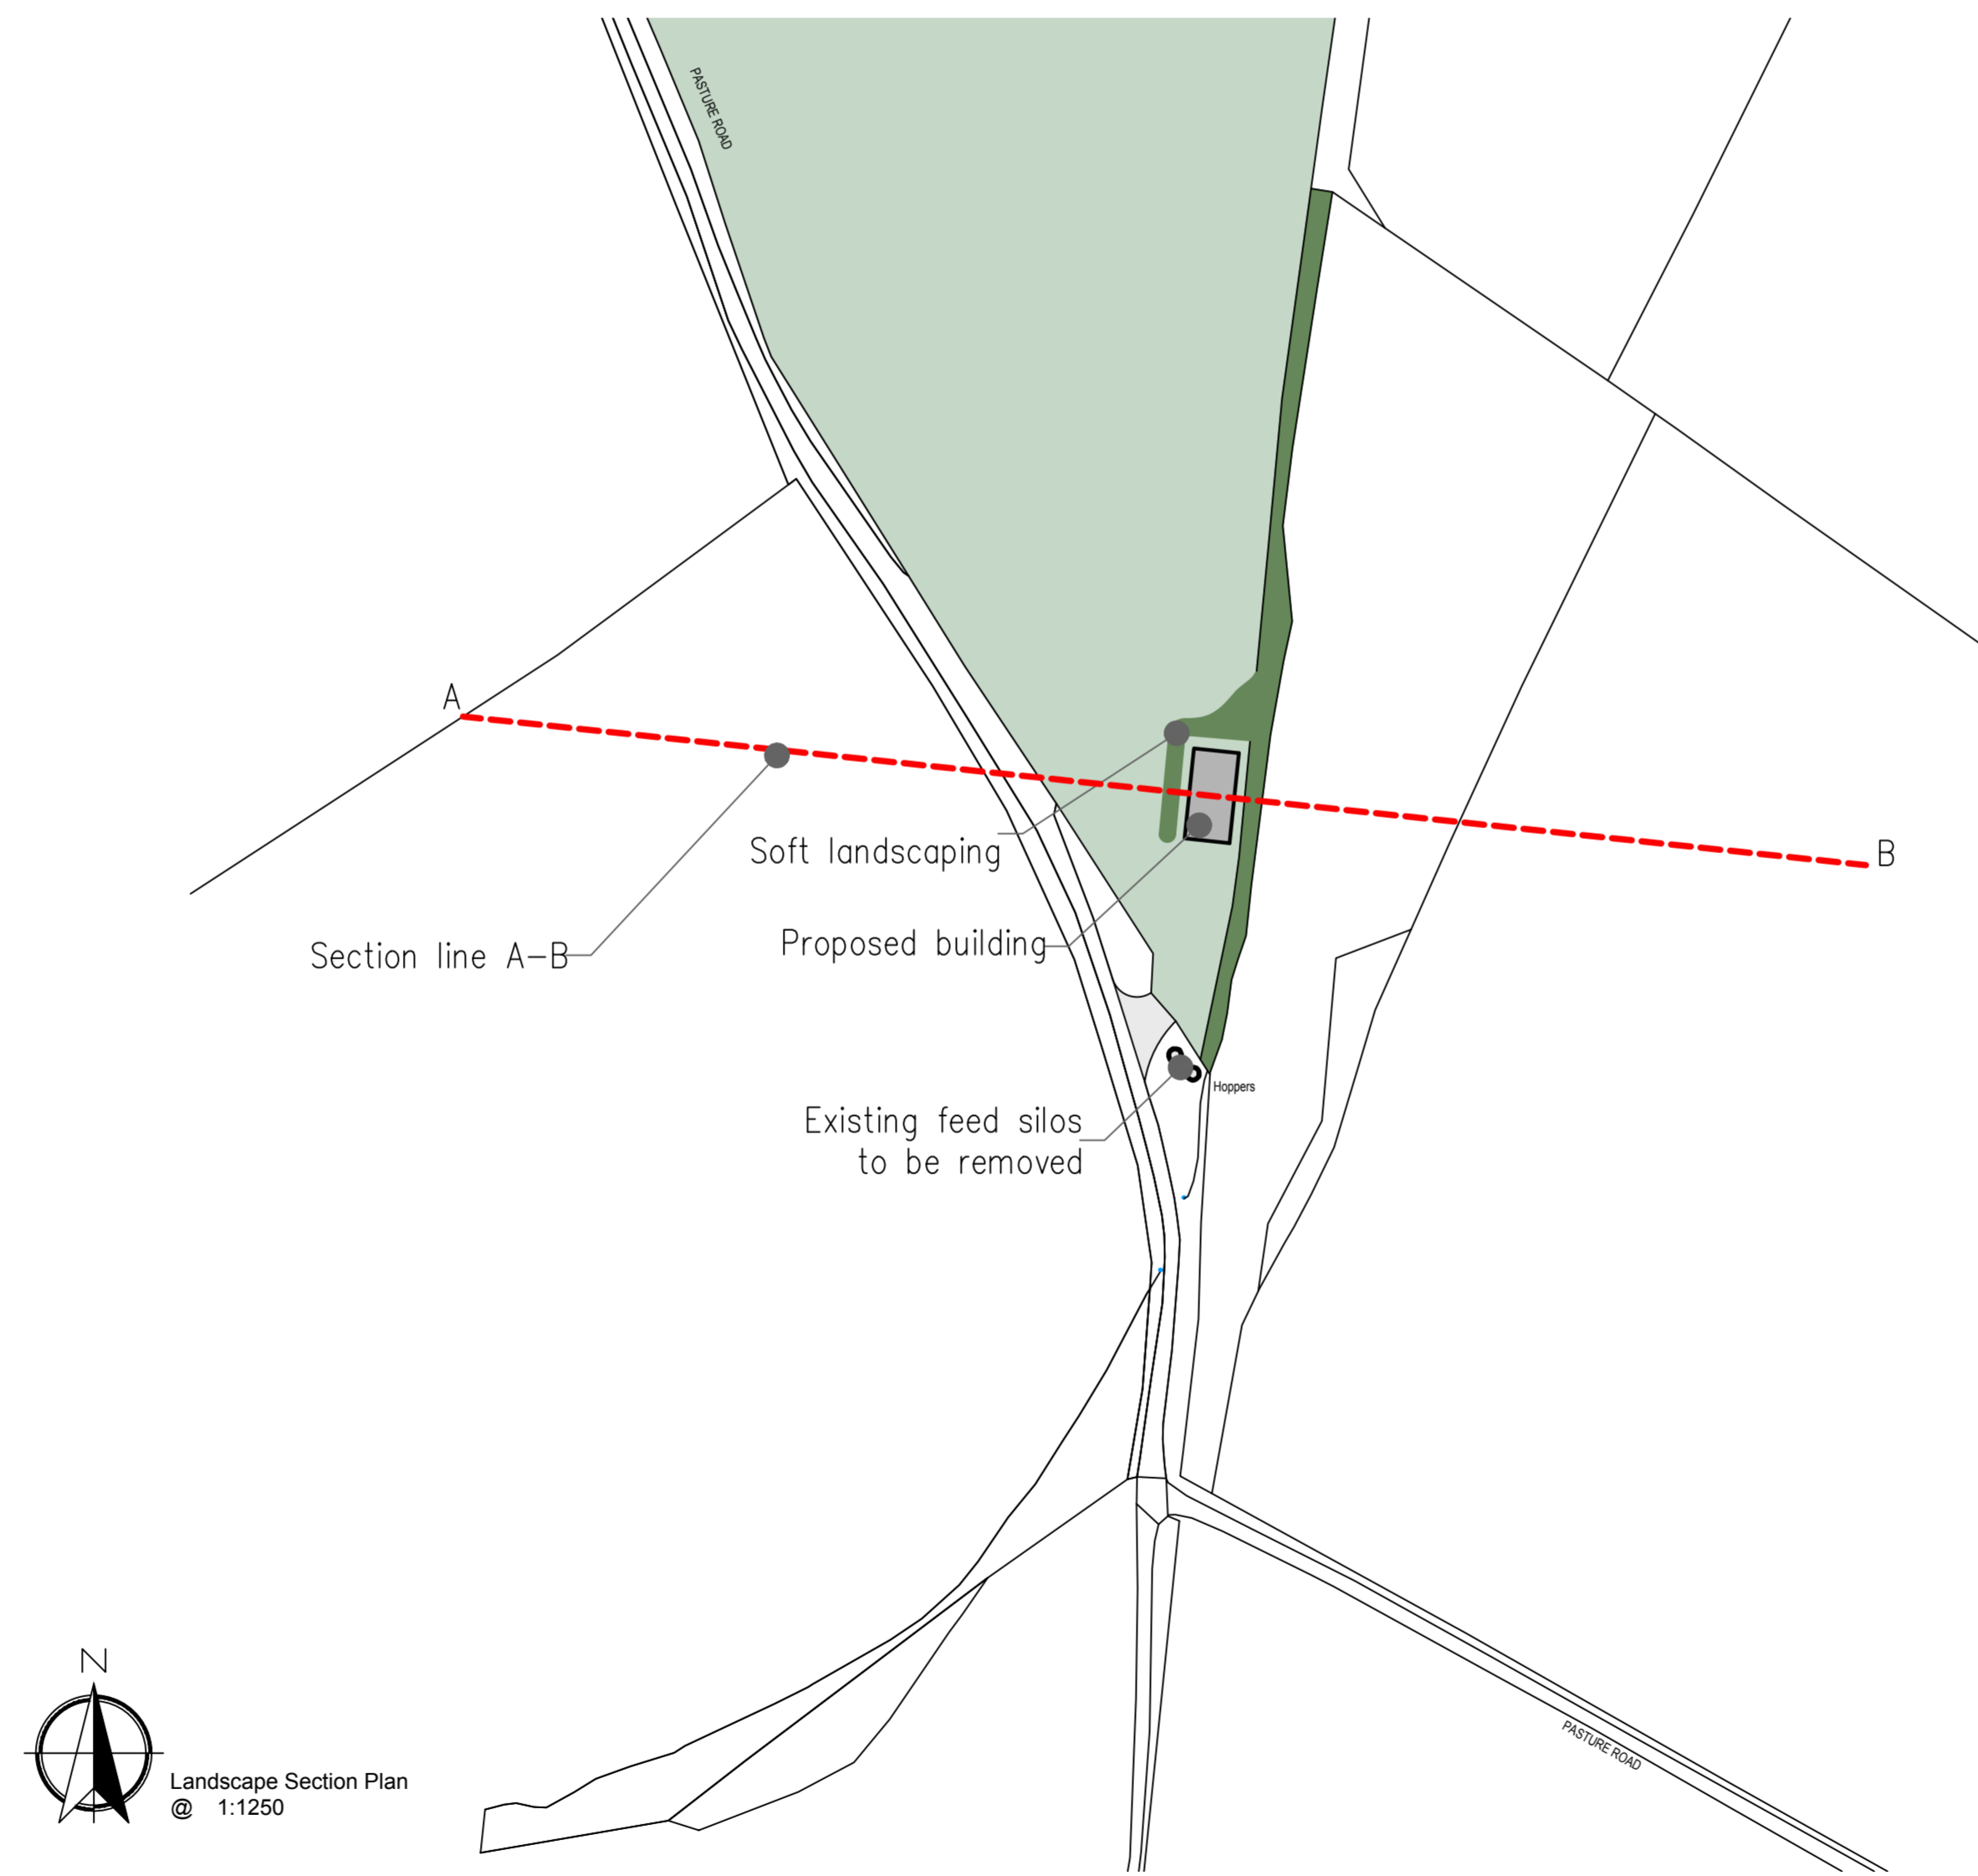 PASTURE ROAD
A
B
Soft landscaping
Proposed building
Section line A-B
Existing feed silos
to be removed
Hoppers
N
PASTURE ROAD
Landscape Section Plan
@ 1:1250